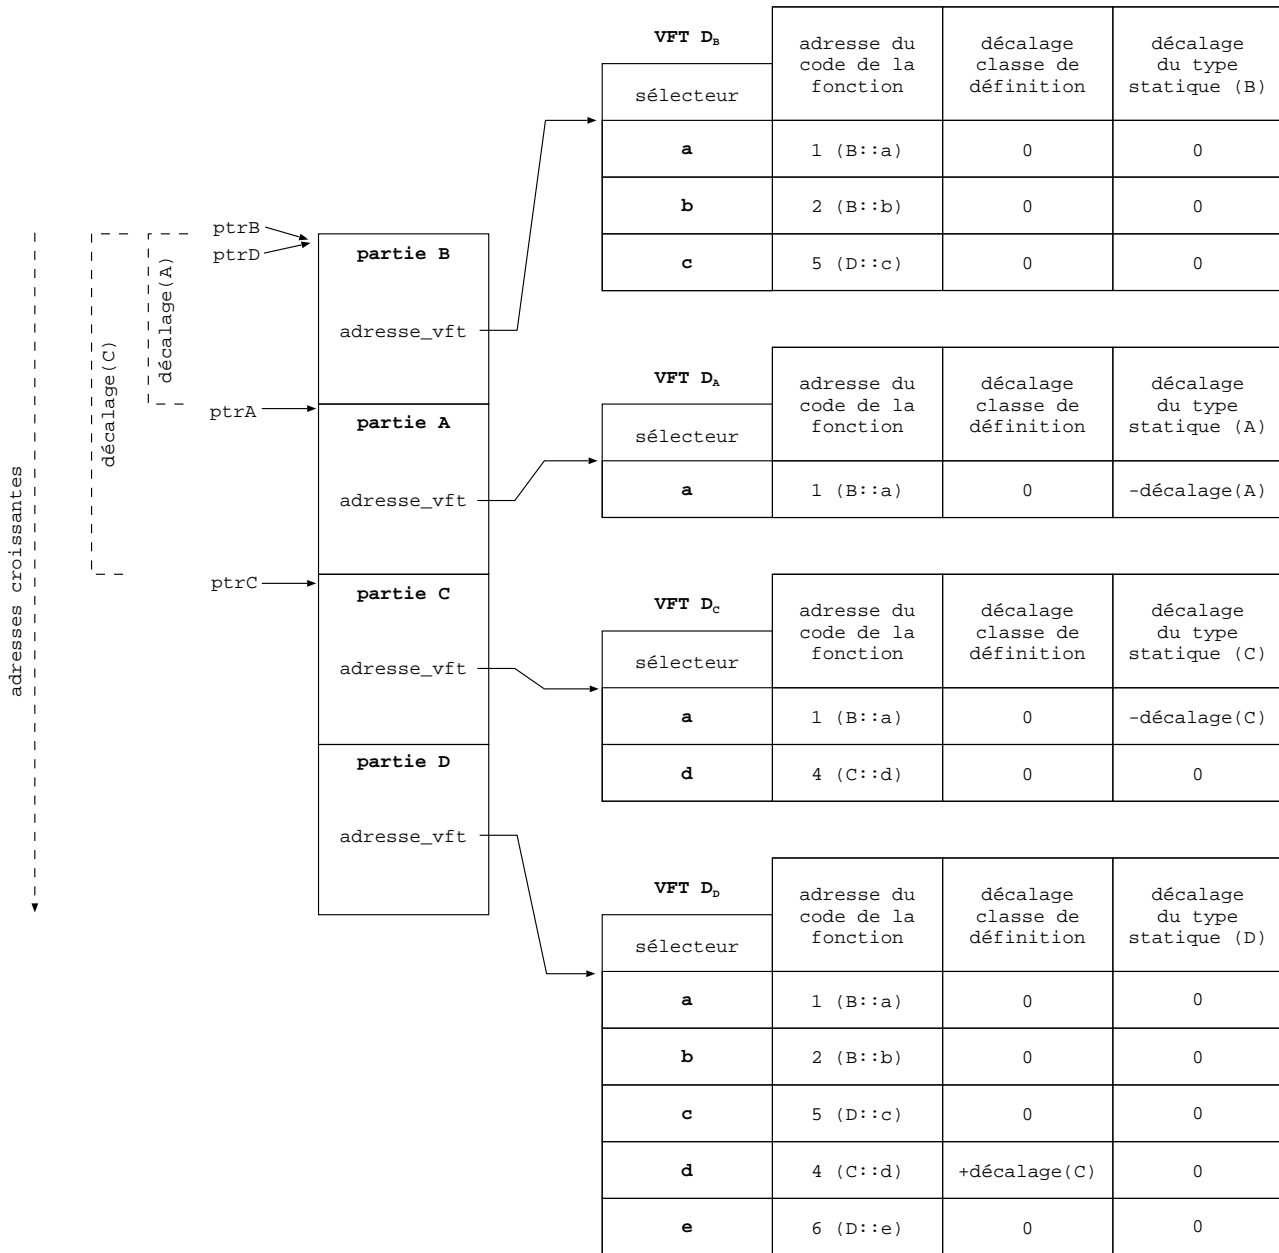 adresses croissantes
décalage(C)
décalage(A)
ptrB
ptrD
ptrA
ptrC
partie B
adresse_vft
partie A
adresse_vft
partie C
adresse_vft
partie D
adresse_vft
VFT D_B
sélecteur
adresse du
code de la
fonction
décalage
classe de
définition
décalage
du type
statique (B)
a 1 (B::a) 0 0
b 2 (B::b) 0 0
c 5 (D::c) 0 0
VFT D_A
sélecteur
adresse du
code de la
fonction
décalage
classe de
définition
décalage
du type
statique (A)
a 1 (B::a) 0 -décalage(A)
VFT D_C
sélecteur
adresse du
code de la
fonction
décalage
classe de
définition
décalage
du type
statique (C)
a 1 (B::a) 0 -décalage(C)
d 4 (C::d) 0 0
VFT D_D
sélecteur
adresse du
code de la
fonction
décalage
classe de
définition
décalage
du type
statique (D)
a 1 (B::a) 0 0
b 2 (B::b) 0 0
c 5 (D::c) 0 0
d 4 (C::d) +décalage(C) 0
e 6 (D::e) 0 0